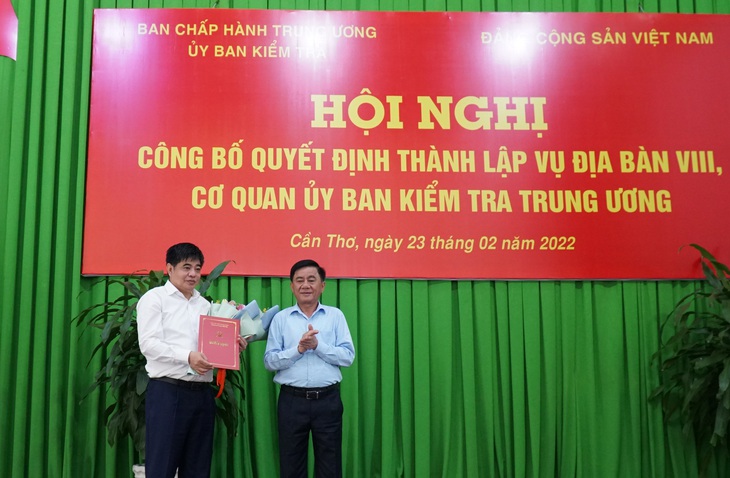 BAN CHẤP HÀNH TRUNG ƯƠNG
ỦY BAN KIỂM TRA
ĐẢNG CỘNG SẢN VIỆT NAM
HỘI NGHỊ
CÔNG BỐ QUYẾT ĐỊNH THÀNH LẬP VỤ ĐỊA BÀN VIII,
CƠ QUAN ỦY BAN KIỂM TRA TRUNG ƯƠNG
Cần Thơ, ngày 23 tháng 02 năm 2022